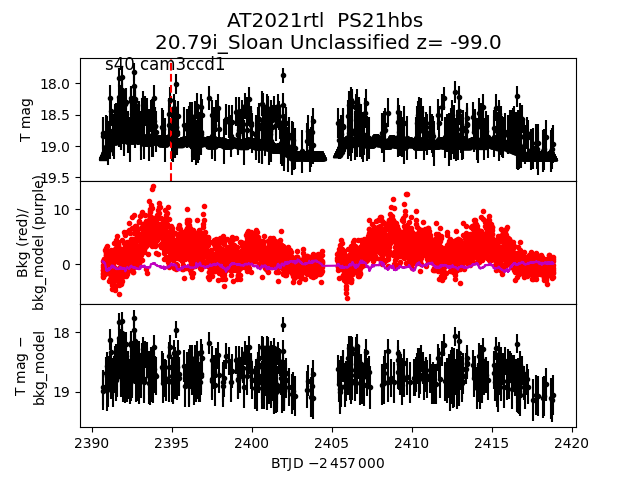 AT2021rtl  PS21hbs
20.79i_Sloan Unclassified z= -99.0
s40 cam3ccd1
18.0
18.5
19.0
19.5
T mag
10
0
Bkg (red)/
bkg_model (purple)
18
19
T mag −
bkg_model
2390 2395 2400 2405 2410 2415 2420
BTJD −2 457 000